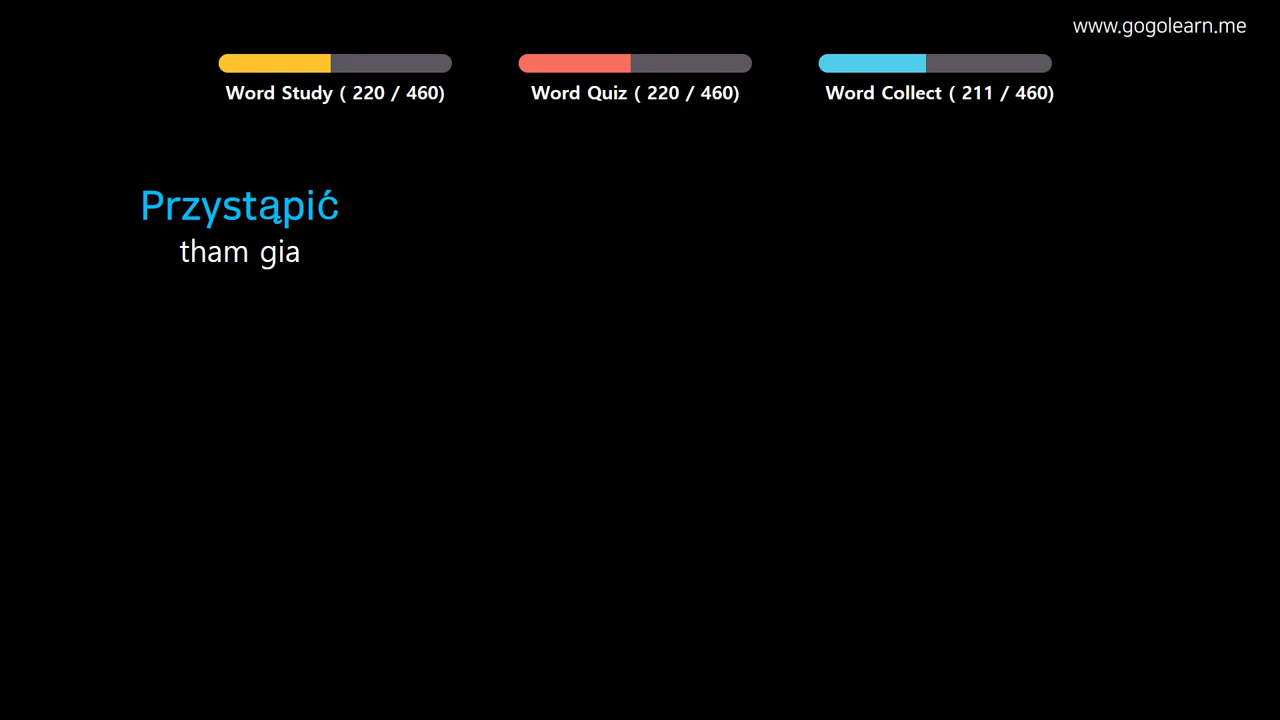 www.gogolearn.me
Word Study ( 220 / 460)
Word Quiz ( 220 / 460)
Word Collect ( 211 / 460)
Przystąpić
tham gia